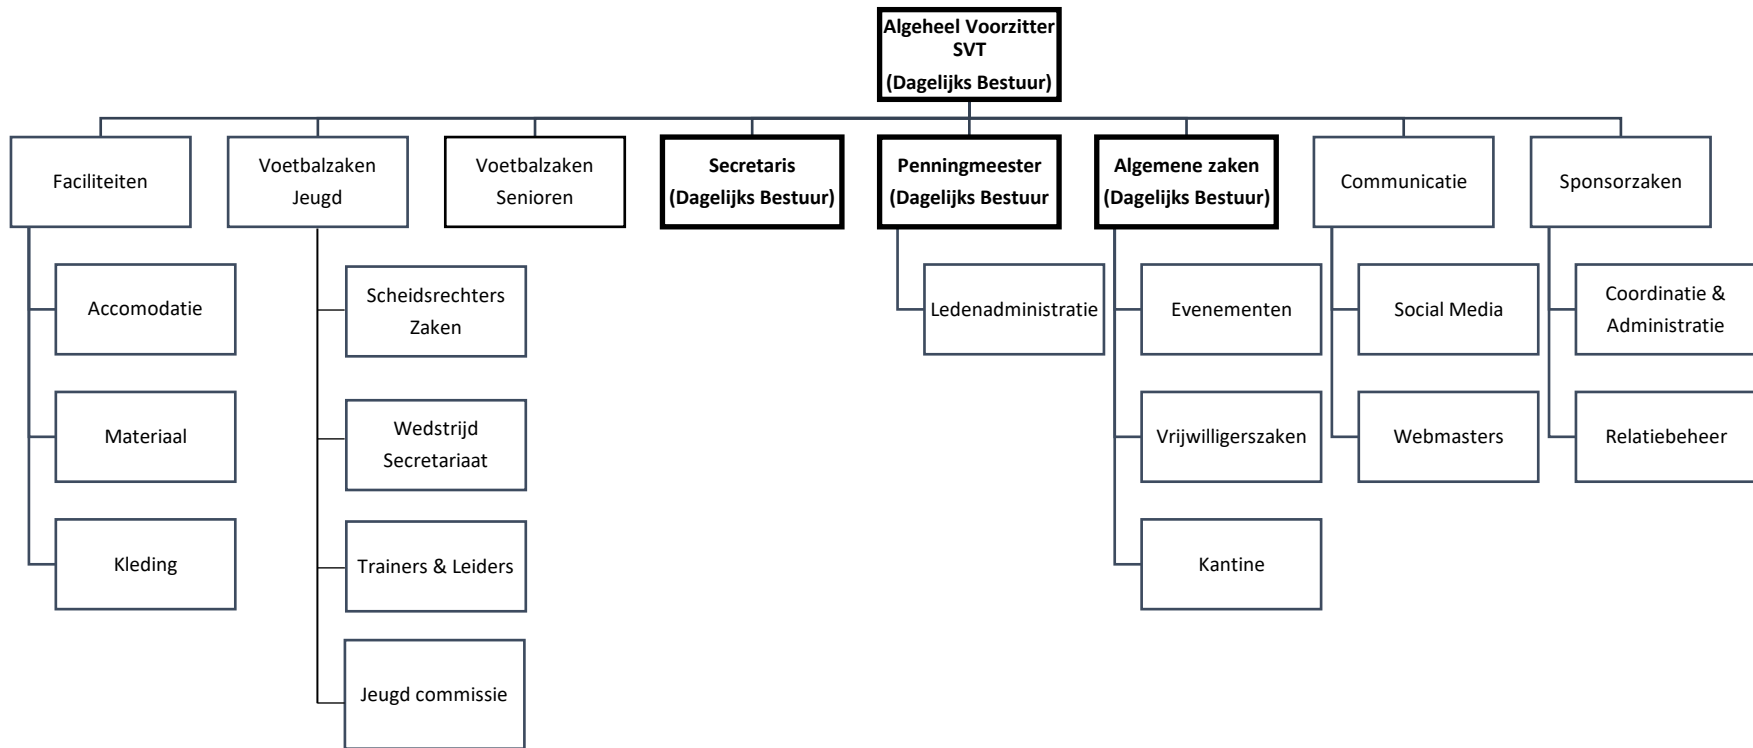 Algeheel Voorzitter
SVT
(Dagelijks Bestuur)
Faciliteiten
Voetbalzaken
Jeugd
Voetbalzaken
Senioren
Secretaris
(Dagelijks Bestuur)
Penningmeester
(Dagelijks Bestuur
Algemene zaken
(Dagelijks Bestuur)
Communicatie
Sponsorzaken
Accomodatie
Scheidsrechters
Zaken
Ledenadministratie
Evenementen
Social Media
Coordinatie &
Administratie
Materiaal
Wedstrijd
Secretariaat
Vrijwilligerszaken
Webmasters
Relatiebeheer
Kleding
Trainers & Leiders
Kantine
Jeugd commissie